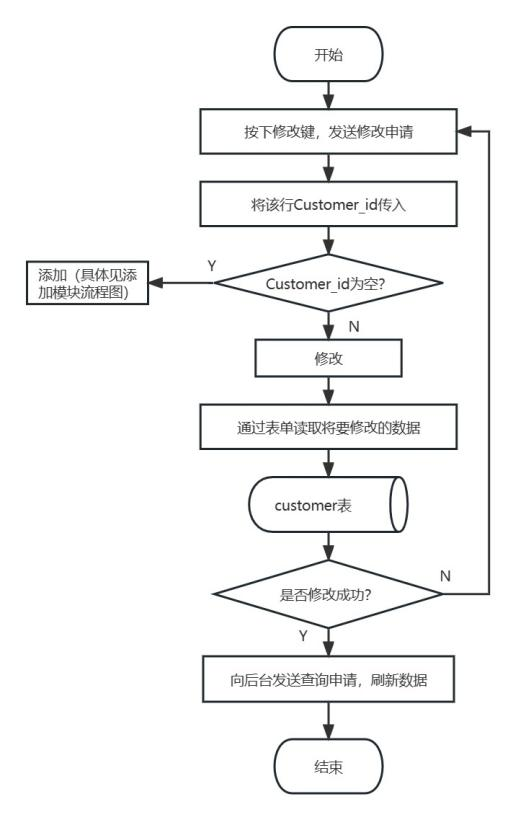 开始
按下修改键，发送修改申请
将该行Customer_id传入
Y
添加（具体见添
加模块流程图）
Customer_id为空？
N
修改
通过表单读取将要修改的数据
customer表
N
是否修改成功？
Y
向后台发送查询申请，刷新数据
结束